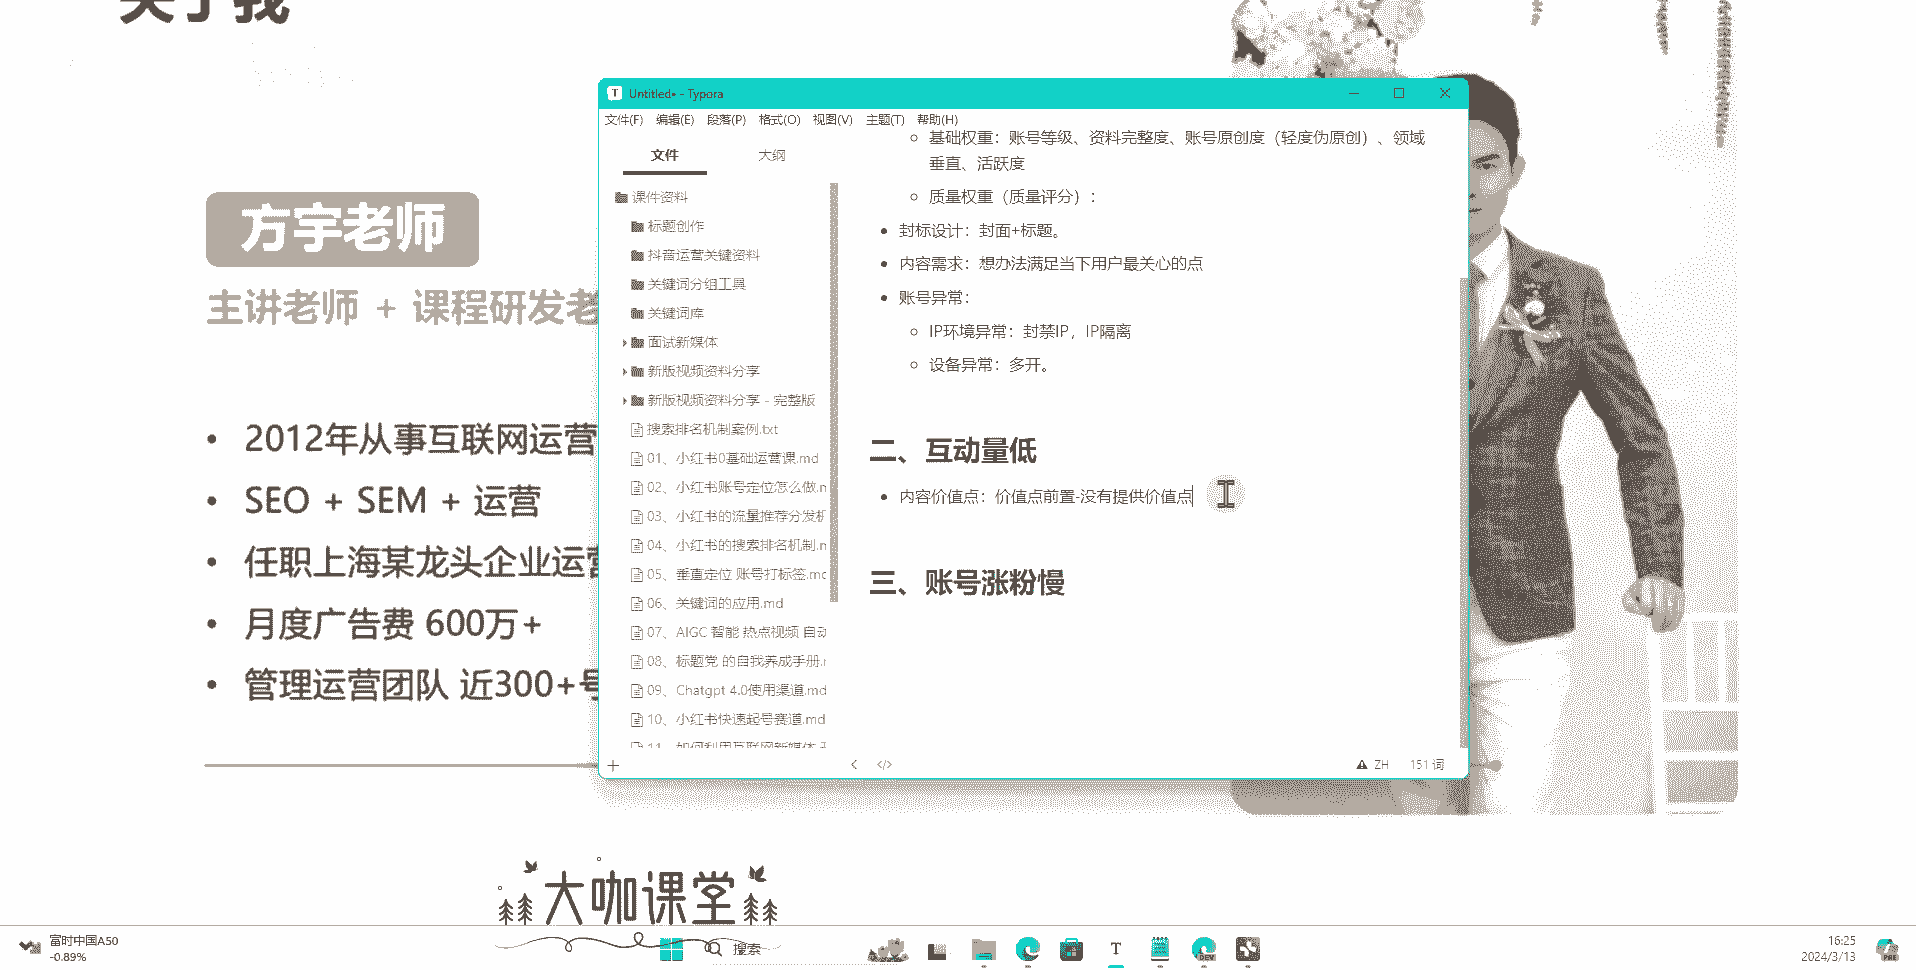 关于我
方宇老师
主讲老师 + 课程研发老
2012年从事互联网运营
SEO + SEM + 运营
任职上海某龙头企业运营
月度广告费 600万+
管理运营团队 近300+号
Untitled• - Typora
文件(F) 编辑(E) 段落(P) 格式(O) 视图(V) 主题(T) 帮助(H)
文件 大纲
课件资料
标题创作
抖音运营关键资料
关键词分组工具
关键词库
面试新媒体
新版视频资料分享
新版视频资料分享 - 完整版
搜索排名机制案例.txt
01、小红书0基础运营课.md
02、小红书账号定位怎么做.m
03、小红书的流量推荐分发机
04、小红书的搜索排名机制.m
05、垂直定位 账号打标签.md
06、关键词的应用.md
07、AIGC 智能 热点视频 自动
08、标题党 的自我养成手册.m
09、Chatgpt 4.0使用渠道.md
10、小红书快速起号赛道.md
11、如何利用互联网新媒体
基础权重：账号等级、资料完整度、账号原创度（轻度伪原创）、领域
垂直、活跃度
质量权重（质量评分）：
封标设计：封面+标题。
内容需求：想办法满足当下用户最关心的点
账号异常：
IP环境异常：封禁IP，IP隔离
设备异常：多开。
二、互动量低
内容价值点：价值点前置-没有提供价值点
三、账号涨粉慢
ZH 151 词
大咖课堂
富时中国A50
-0.89%
搜索
T
DEV
16:25
2024/3/13
PRE